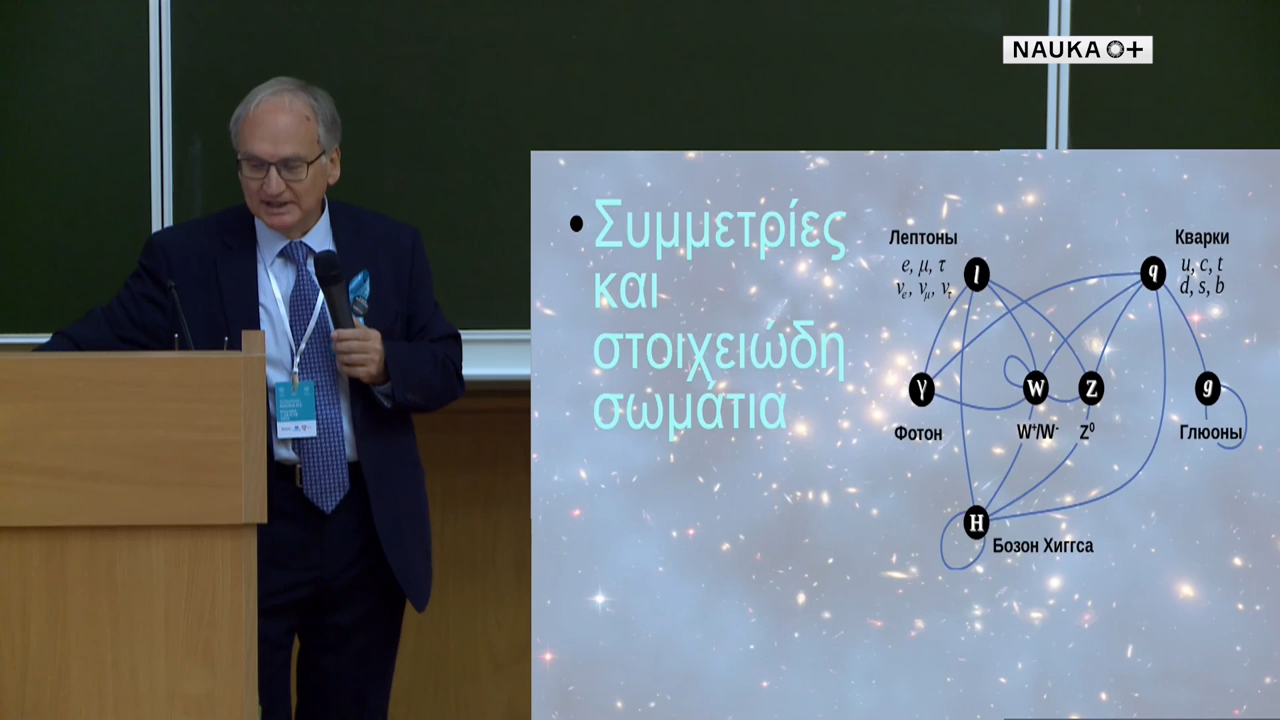 NAUKA O+
• Συμμετρίες
και
στοιχειώδη
σωμάτια
Лептоны
e, μ, τ
νe, νμ, ντ
l
Кварки
u, c, t
d, s, b
q
γ
W
Z
g
Фотон
W⁺/W⁻
Z⁰
Глюоны
H
Бозон Хиггса